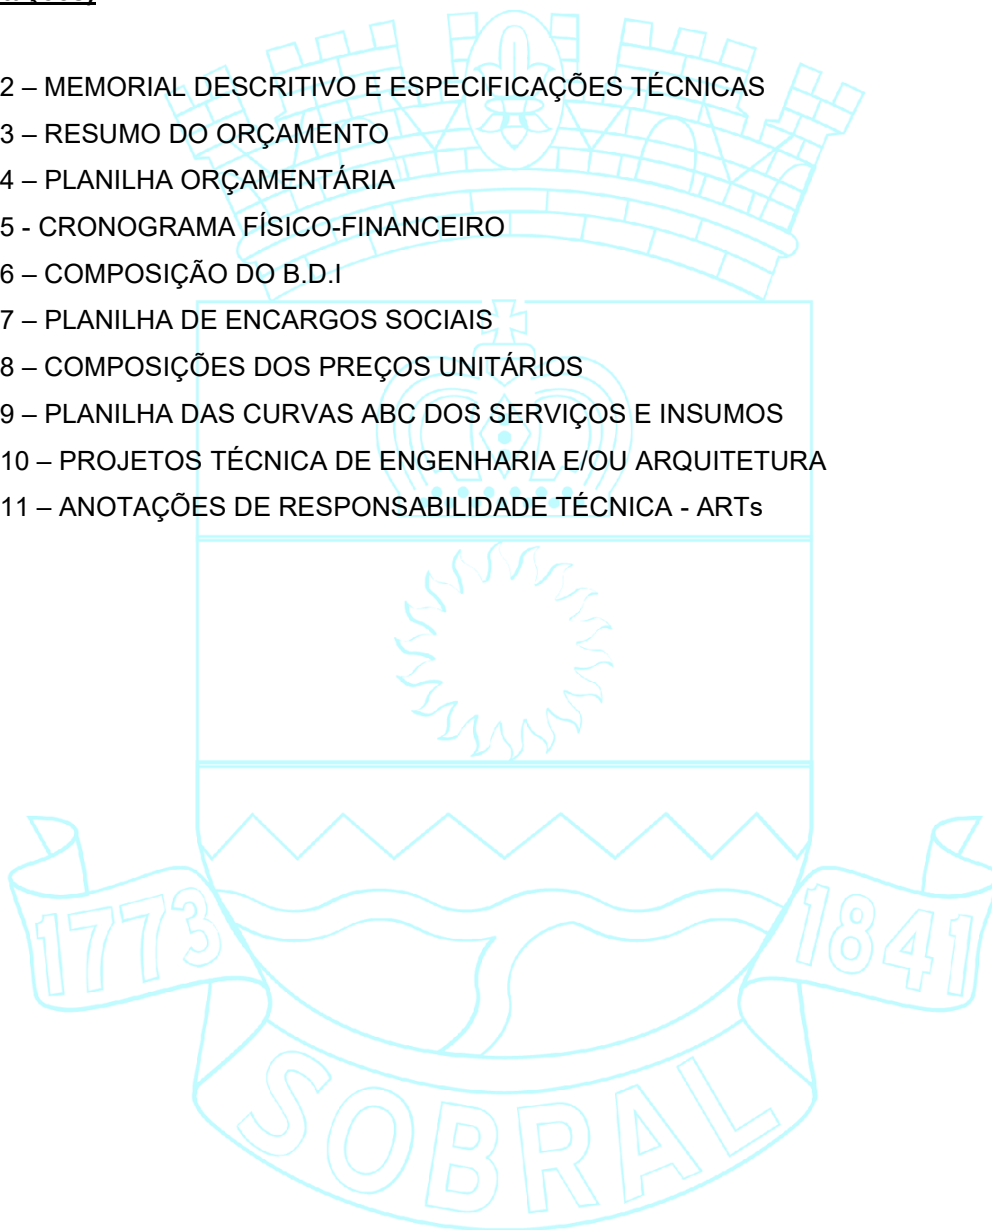 2 – MEMORIAL DESCRITIVO E ESPECIFICAÇÕES TÉCNICAS
3 – RESUMO DO ORÇAMENTO
4 – PLANILHA ORÇAMENTÁRIA
5 - CRONOGRAMA FÍSICO-FINANCEIRO
6 – COMPOSIÇÃO DO B.D.I
7 – PLANILHA DE ENCARGOS SOCIAIS
8 – COMPOSIÇÕES DOS PREÇOS UNITÁRIOS
9 – PLANILHA DAS CURVAS ABC DOS SERVIÇOS E INSUMOS
10 – PROJETOS TÉCNICA DE ENGENHARIA E/OU ARQUITETURA
11 – ANOTAÇÕES DE RESPONSABILIDADE TÉCNICA - ARTs
1773
1841
SOBRAL